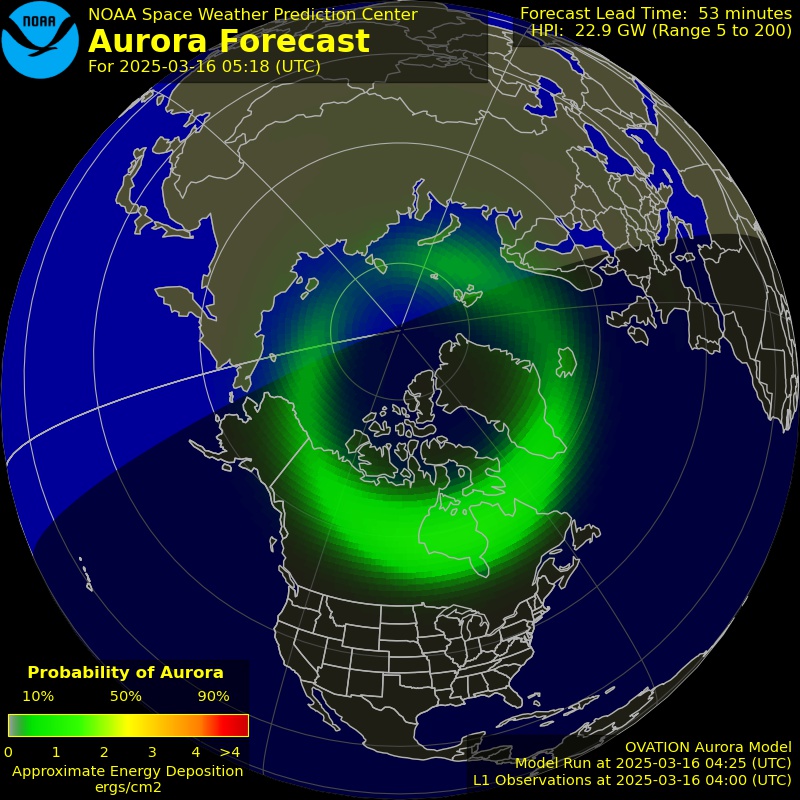 NOAA
NOAA Space Weather Prediction Center
Aurora Forecast
For 2025-03-16 05:18 (UTC)
Forecast Lead Time: 53 minutes
HPI: 22.9 GW (Range 5 to 200)
Probability of Aurora
10% 50% 90%
0 1 2 3 4 >4
Approximate Energy Deposition
ergs/cm2
OVATION Aurora Model
Model Run at 2025-03-16 04:25 (UTC)
L1 Observations at 2025-03-16 04:00 (UTC)